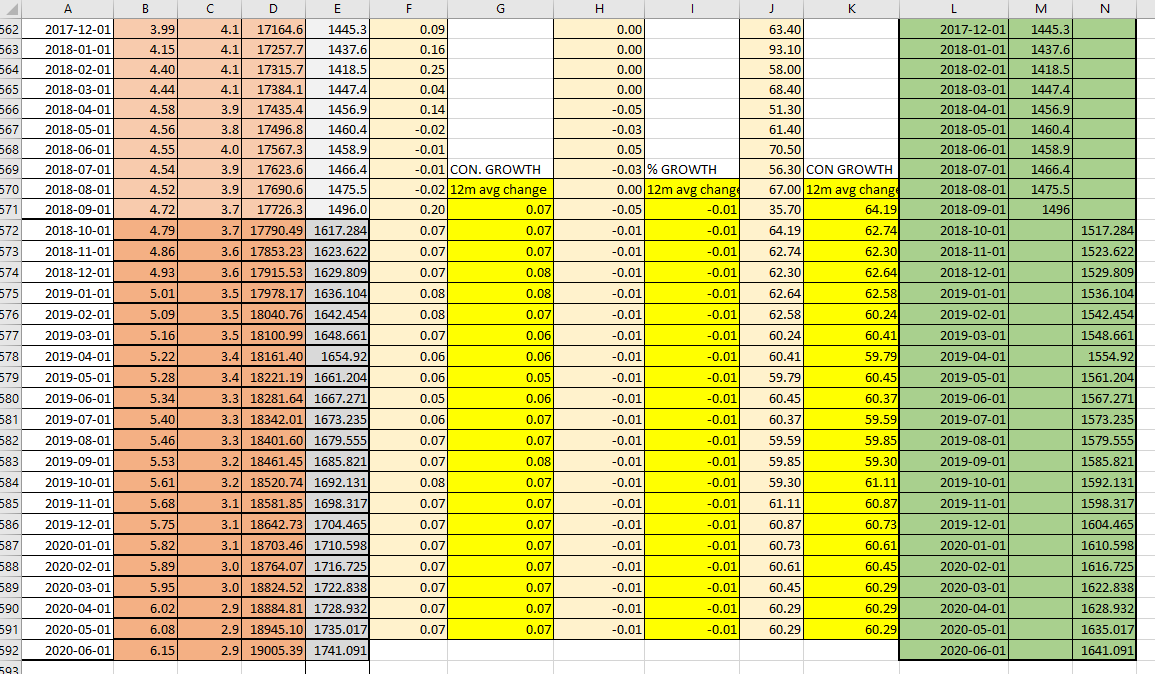 A B C D E F G H I J K L M N
562 2017-12-01 3.99 4.1 17164.6 1445.3 0.09 0.00 63.40 2017-12-01 1445.3
563 2018-01-01 4.15 4.1 17257.7 1437.6 0.16 0.00 93.10 2018-01-01 1437.6
564 2018-02-01 4.40 4.1 17315.7 1418.5 0.25 0.00 58.00 2018-02-01 1418.5
565 2018-03-01 4.44 4.1 17384.1 1447.4 0.04 0.00 68.40 2018-03-01 1447.4
566 2018-04-01 4.58 3.9 17435.4 1456.9 0.14 -0.05 51.30 2018-04-01 1456.9
567 2018-05-01 4.56 3.8 17496.8 1460.4 -0.02 -0.03 61.40 2018-05-01 1460.4
568 2018-06-01 4.55 4.0 17567.3 1458.9 -0.01 0.05 70.50 2018-06-01 1458.9
569 2018-07-01 4.54 3.9 17623.6 1466.4 -0.01 CON. GROWTH -0.03 % GROWTH 56.30 CON GROWTH 2018-07-01 1466.4
570 2018-08-01 4.52 3.9 17690.6 1475.5 -0.02 12m avg change 0.00 12m avg change 67.00 12m avg change 2018-08-01 1475.5
571 2018-09-01 4.72 3.7 17726.3 1496.0 0.20 0.07 -0.05 -0.01 35.70 64.19 2018-09-01 1496
572 2018-10-01 4.79 3.7 17790.49 1617.284 0.07 0.07 -0.01 -0.01 64.19 62.74 2018-10-01 1517.284
573 2018-11-01 4.86 3.6 17853.23 1623.622 0.07 0.07 -0.01 -0.01 62.74 62.30 2018-11-01 1523.622
574 2018-12-01 4.93 3.6 17915.53 1629.809 0.07 0.08 -0.01 -0.01 62.30 62.64 2018-12-01 1529.809
575 2019-01-01 5.01 3.5 17978.17 1636.104 0.08 0.08 -0.01 -0.01 62.64 62.58 2019-01-01 1536.104
576 2019-02-01 5.09 3.5 18040.76 1642.454 0.08 0.07 -0.01 -0.01 62.58 60.24 2019-02-01 1542.454
577 2019-03-01 5.16 3.5 18100.99 1648.661 0.07 0.06 -0.01 -0.01 60.24 60.41 2019-03-01 1548.661
578 2019-04-01 5.22 3.4 18161.40 1654.92 0.06 0.06 -0.01 -0.01 60.41 59.79 2019-04-01 1554.92
579 2019-05-01 5.28 3.4 18221.19 1661.204 0.06 0.05 -0.01 -0.01 59.79 60.45 2019-05-01 1561.204
580 2019-06-01 5.34 3.3 18281.64 1667.271 0.05 0.06 -0.01 -0.01 60.45 60.37 2019-06-01 1567.271
581 2019-07-01 5.40 3.3 18342.01 1673.235 0.06 0.07 -0.01 -0.01 60.37 59.59 2019-07-01 1573.235
582 2019-08-01 5.46 3.3 18401.60 1679.555 0.07 0.07 -0.01 -0.01 59.59 59.85 2019-08-01 1579.555
583 2019-09-01 5.53 3.2 18461.45 1685.821 0.07 0.08 -0.01 -0.01 59.85 59.30 2019-09-01 1585.821
584 2019-10-01 5.61 3.2 18520.74 1692.131 0.08 0.07 -0.01 -0.01 59.30 61.11 2019-10-01 1592.131
585 2019-11-01 5.68 3.1 18581.85 1698.317 0.07 0.07 -0.01 -0.01 61.11 60.87 2019-11-01 1598.317
586 2019-12-01 5.75 3.1 18642.73 1704.465 0.07 0.07 -0.01 -0.01 60.87 60.73 2019-12-01 1604.465
587 2020-01-01 5.82 3.1 18703.46 1710.598 0.07 0.07 -0.01 -0.01 60.73 60.61 2020-01-01 1610.598
588 2020-02-01 5.89 3.0 18764.07 1716.725 0.07 0.07 -0.01 -0.01 60.61 60.45 2020-02-01 1616.725
589 2020-03-01 5.95 3.0 18824.52 1722.838 0.07 0.07 -0.01 -0.01 60.45 60.29 2020-03-01 1622.838
590 2020-04-01 6.02 2.9 18884.81 1728.932 0.07 0.07 -0.01 -0.01 60.29 60.29 2020-04-01 1628.932
591 2020-05-01 6.08 2.9 18945.10 1735.017 0.07 0.07 -0.01 -0.01 60.29 60.29 2020-05-01 1635.017
592 2020-06-01 6.15 2.9 19005.39 1741.091 2020-06-01 1641.091
593